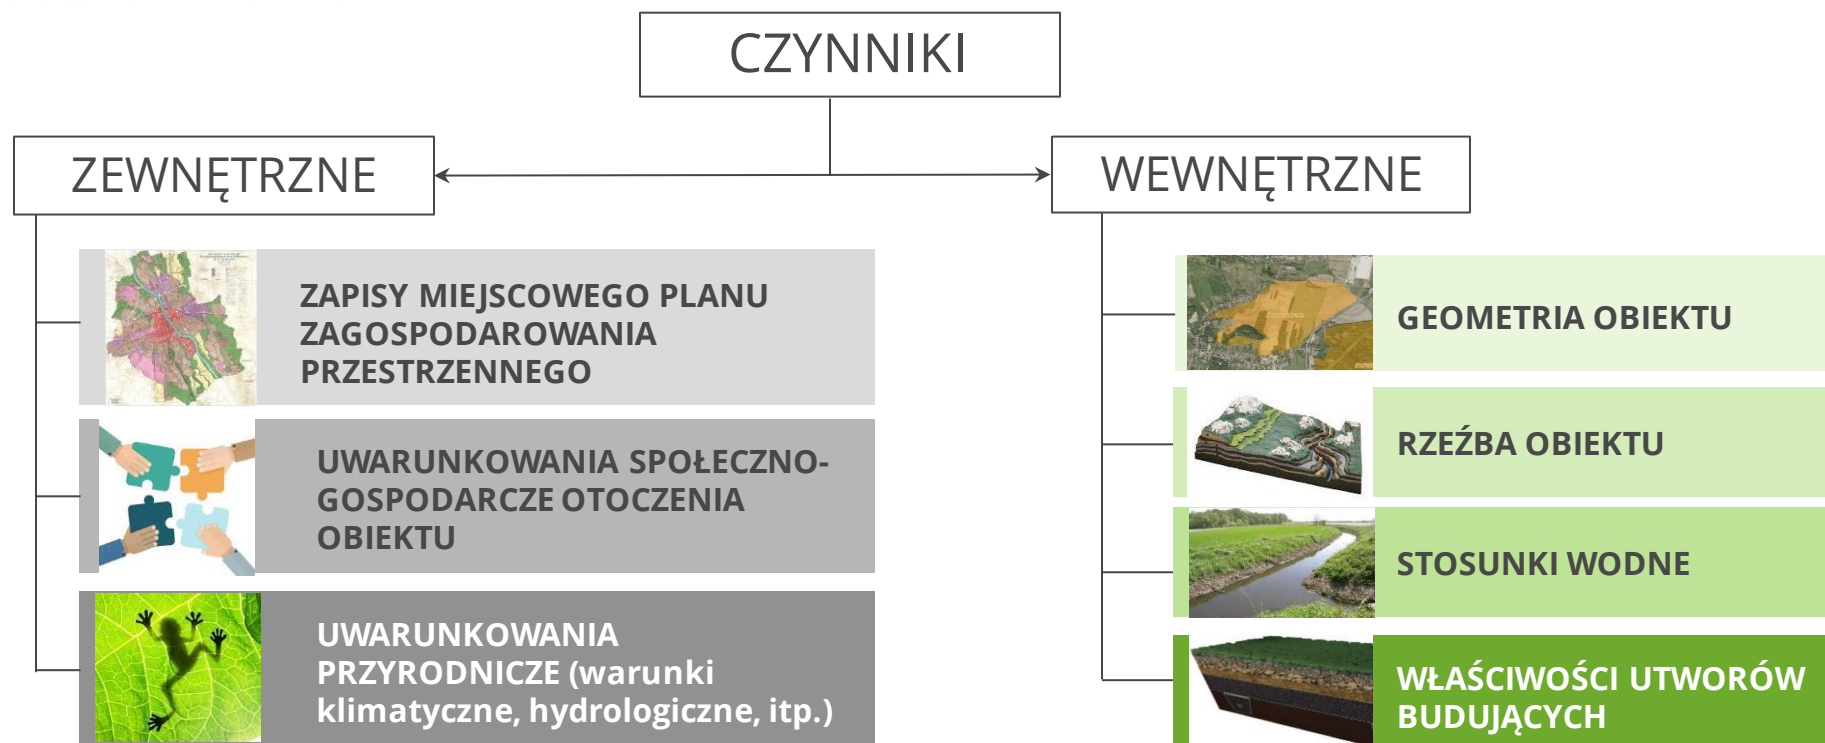 CZYNNIKI
ZEWNĘTRZNE
WEWNĘTRZNE
ZAPISY MIEJSCOWEGO PLANU
ZAGOSPODAROWANIA
PRZESTRZENNEGO
UWARUNKOWANIA SPOŁECZNO-
GOSPODARCZE OTOCZENIA
OBIEKTU
UWARUNKOWANIA
PRZYRODNICZE (warunki
klimatyczne, hydrologiczne, itp.)
GEOMETRIA OBIEKTU
RZEŹBA OBIEKTU
STOSUNKI WODNE
WŁAŚCIWOŚCI UTWORÓW
BUDUJĄCYCH